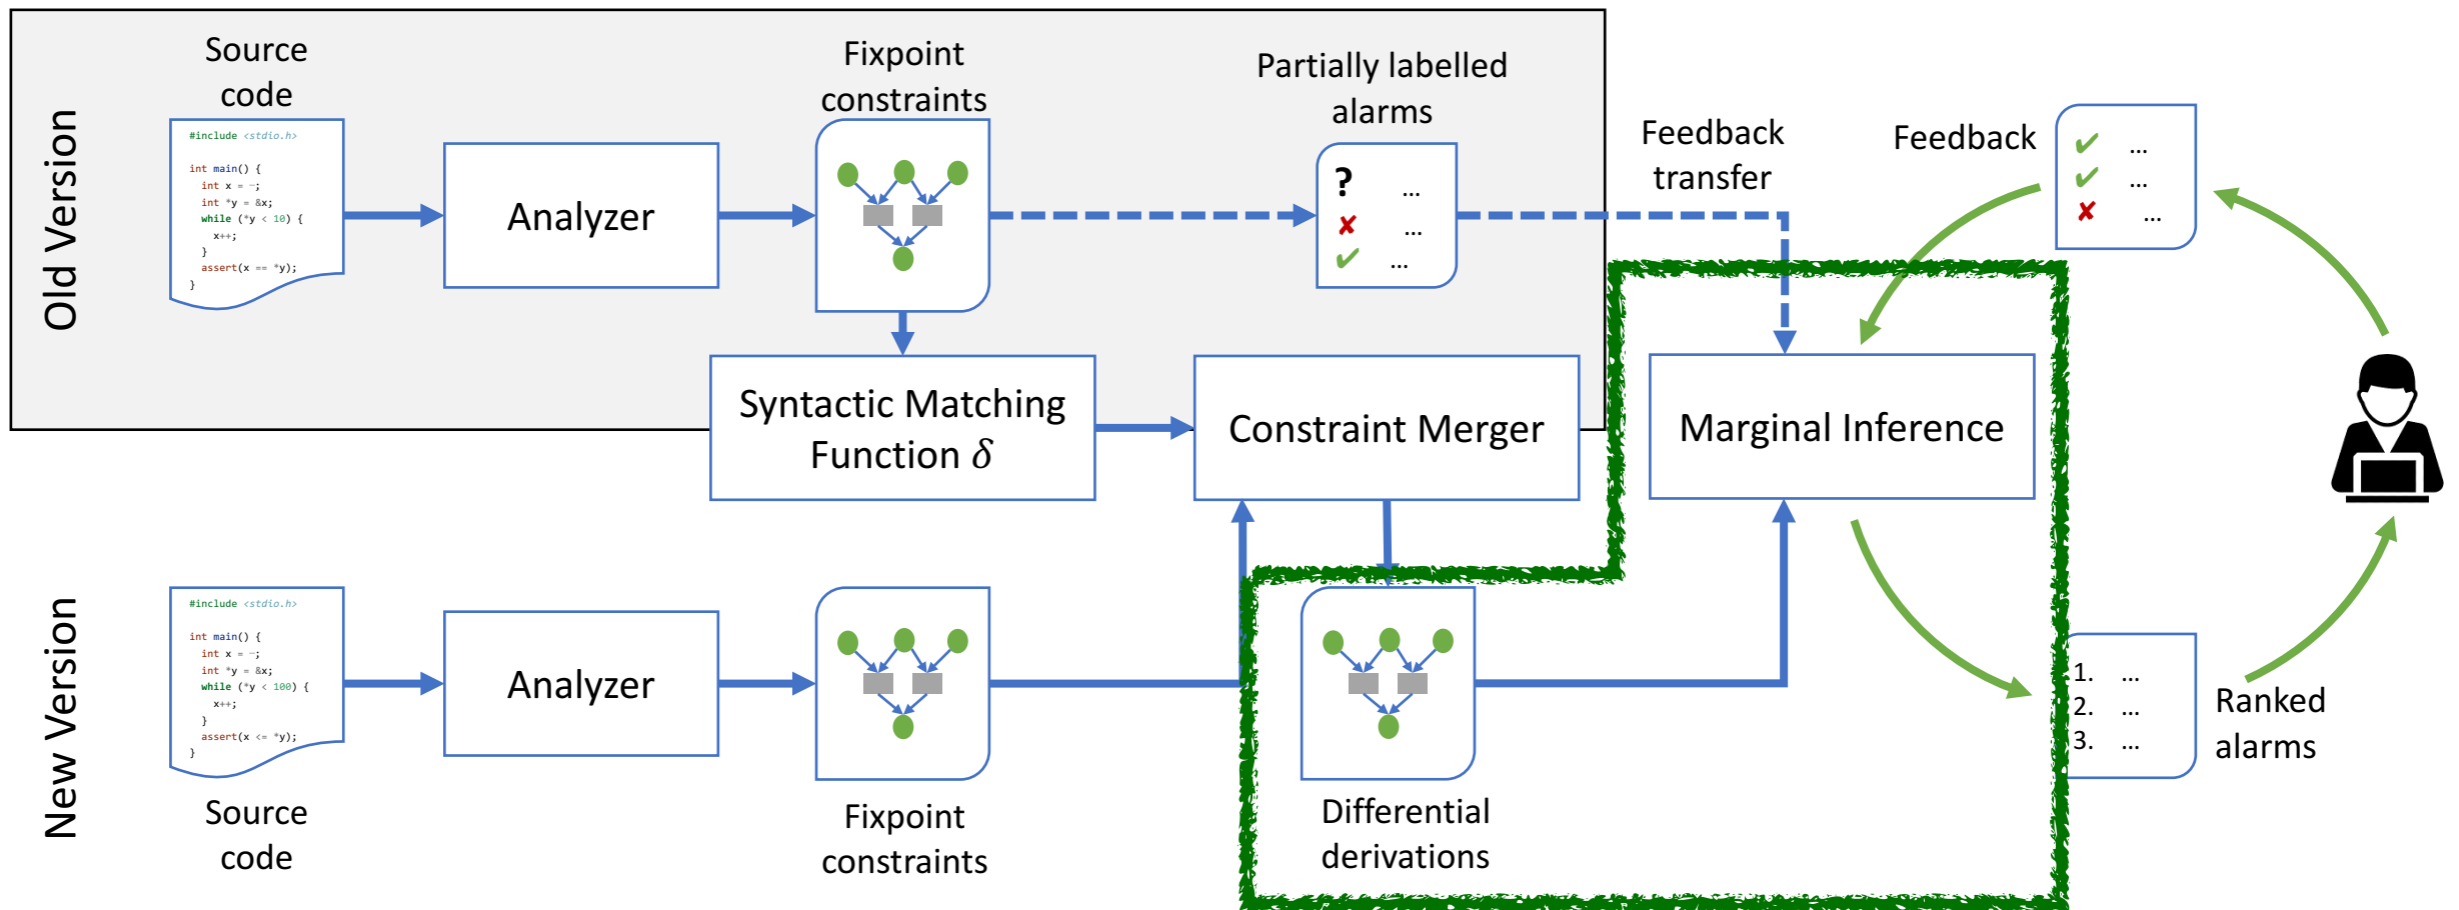 Old Version
Source
code
#include <stdio.h>
int main() {
int x = ~;
int *y = &x;
while (*y < 10) {
x++;
}
assert(x == *y);
}
Analyzer
Fixpoint
constraints
Partially labelled
alarms
? ...
✘ ...
✔ ...
Feedback
transfer
Feedback
✔ ...
✔ ...
✘ ...
Syntactic Matching
Function δ
Constraint Merger
Marginal Inference
New Version
#include <stdio.h>
int main() {
int x = ~;
int *y = &x;
while (*y < 100) {
x++;
}
assert(x <= *y);
}
Source
code
Analyzer
Fixpoint
constraints
Differential
derivations
1. ...
2. ...
3. ...
Ranked
alarms